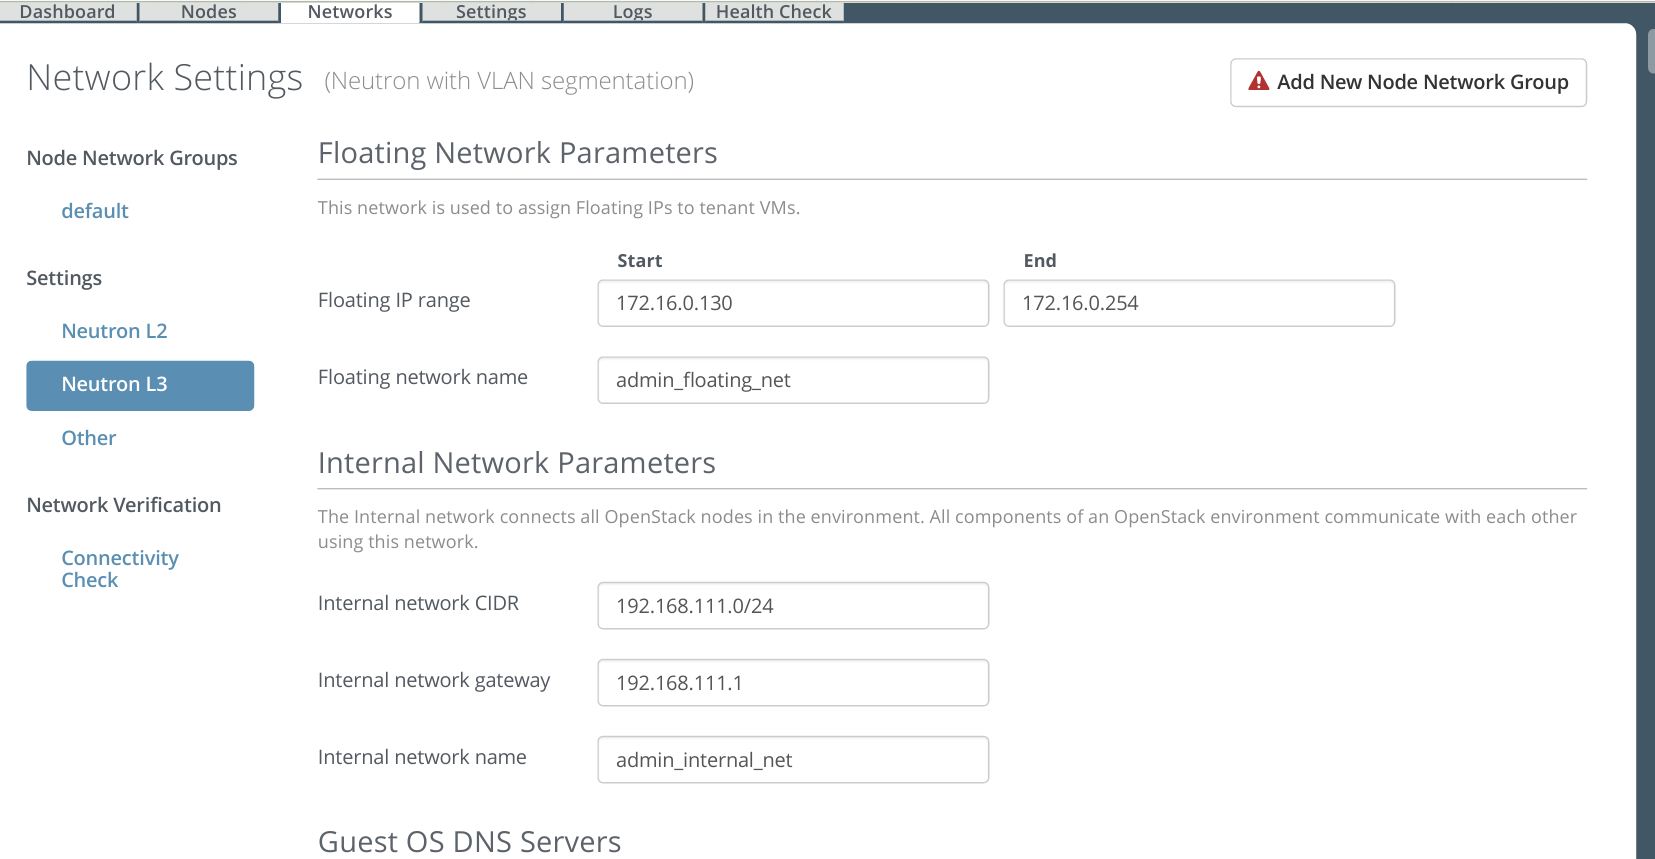 Dashboard Nodes Networks Settings Logs Health Check
Network Settings (Neutron with VLAN segmentation)
Add New Node Network Group
Node Network Groups
default
Settings
Neutron L2
Neutron L3
Other
Network Verification
Connectivity
Check
Floating Network Parameters
This network is used to assign Floating IPs to tenant VMs.
Start End
Floating IP range 172.16.0.130 172.16.0.254
Floating network name admin_floating_net
Internal Network Parameters
The Internal network connects all OpenStack nodes in the environment. All components of an OpenStack environment communicate with each other
using this network.
Internal network CIDR 192.168.111.0/24
Internal network gateway 192.168.111.1
Internal network name admin_internal_net
Guest OS DNS Servers